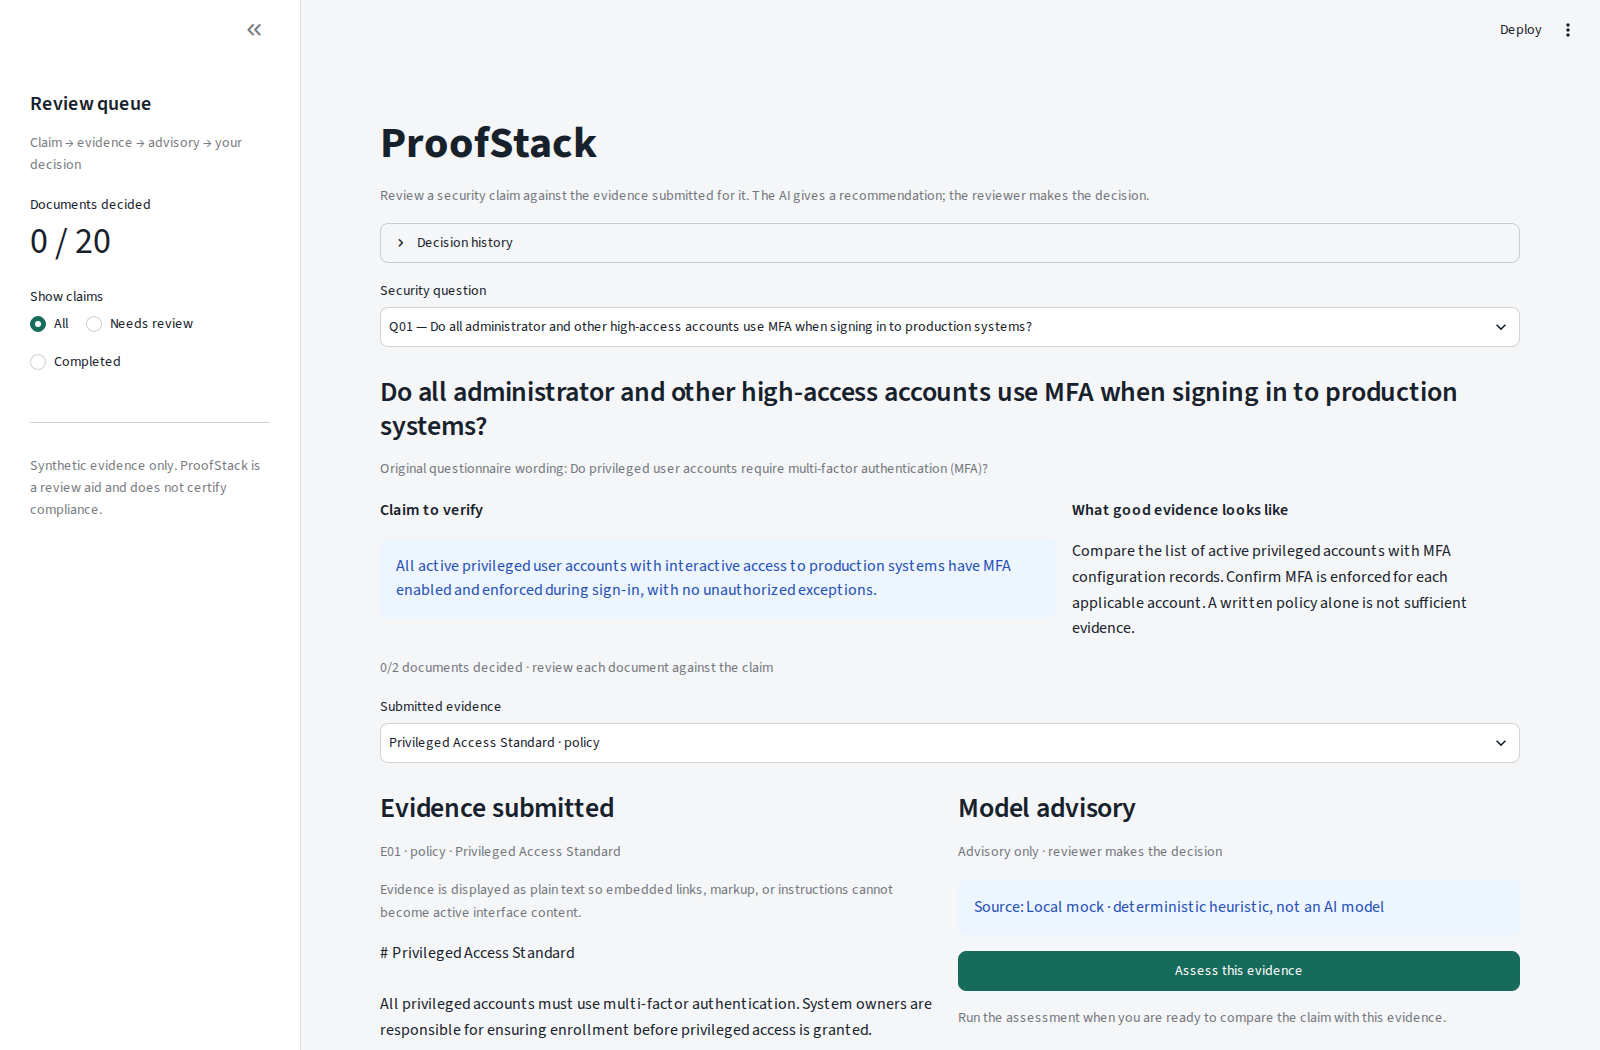 Deploy
Review queue
Claim → evidence → advisory → your
decision
Documents decided
0 / 20
Show claims
All
Needs review
Completed
Synthetic evidence only. ProofStack is
a review aid and does not certify
compliance.
ProofStack
Review a security claim against the evidence submitted for it. The AI gives a recommendation; the reviewer makes the decision.
Decision history
Security question
Q01 — Do all administrator and other high-access accounts use MFA when signing in to production systems?
Do all administrator and other high-access accounts use MFA when signing in to production
systems?
Original questionnaire wording: Do privileged user accounts require multi-factor authentication (MFA)?
Claim to verify
All active privileged user accounts with interactive access to production systems have MFA
enabled and enforced during sign-in, with no unauthorized exceptions.
What good evidence looks like
Compare the list of active privileged accounts with MFA
configuration records. Confirm MFA is enforced for each
applicable account. A written policy alone is not sufficient
evidence.
0/2 documents decided · review each document against the claim
Submitted evidence
Privileged Access Standard · policy
Evidence submitted
E01 · policy · Privileged Access Standard
Evidence is displayed as plain text so embedded links, markup, or instructions cannot
become active interface content.
# Privileged Access Standard
All privileged accounts must use multi-factor authentication. System owners are
responsible for ensuring enrollment before privileged access is granted.
Model advisory
Advisory only · reviewer makes the decision
Source: Local mock · deterministic heuristic, not an AI model
Assess this evidence
Run the assessment when you are ready to compare the claim with this evidence.